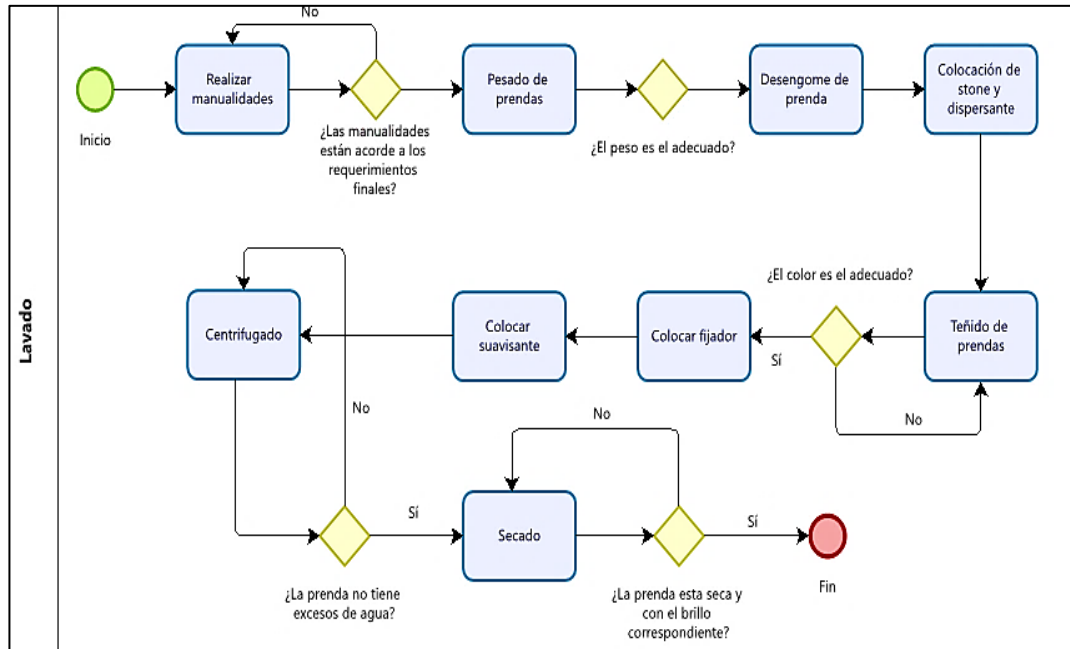 Lavado
No
Realizar
manualidades
Pesado de
prendas
Desengome de
prenda
Colocación de
stone y
dispersante
Inicio
¿Las manualidades
están acorde a los
requerimientos
finales?
¿El peso es el adecuado?
¿El color es el adecuado?
Teñido de
prendas
Sí
No
Colocar fijador
Colocar
suavisante
Centrifugado
No
Sí
¿La prenda no tiene
excesos de agua?
No
Secado
Sí
¿La prenda esta seca y
con el brillo
correspondiente?
Fin